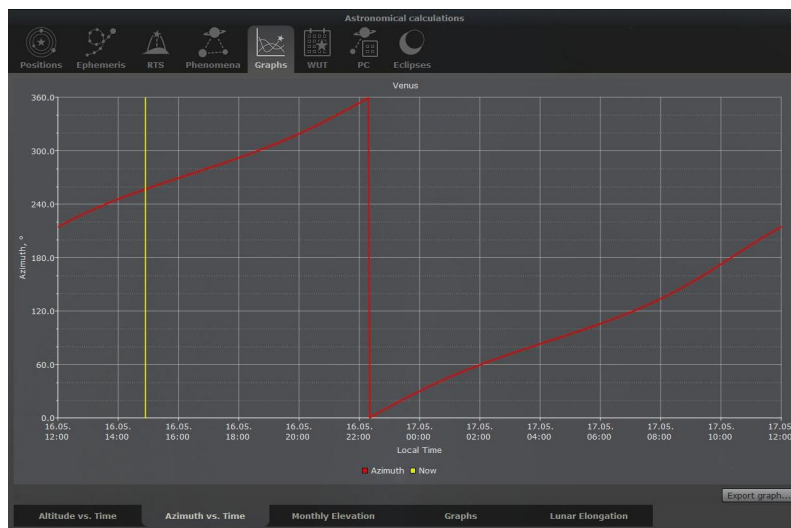 Astronomical calculations
Positions Ephemeris RTS Phenomena Graphs WUT PC Eclipses
Venus
360.0
300.0
240.0
180.0
120.0
60.0
0.0
Azimuth, °
16.05. 16.05. 16.05. 16.05. 16.05. 16.05. 17.05. 17.05. 17.05. 17.05. 17.05. 17.05. 17.05
12:00 14:00 16:00 18:00 20:00 22:00 00:00 02:00 04:00 06:00 08:00 10:00 12:00
Local Time
Azimuth Now
Export graph...
Altitude vs. Time Azimuth vs. Time Monthly Elevation Graphs Lunar Elongation